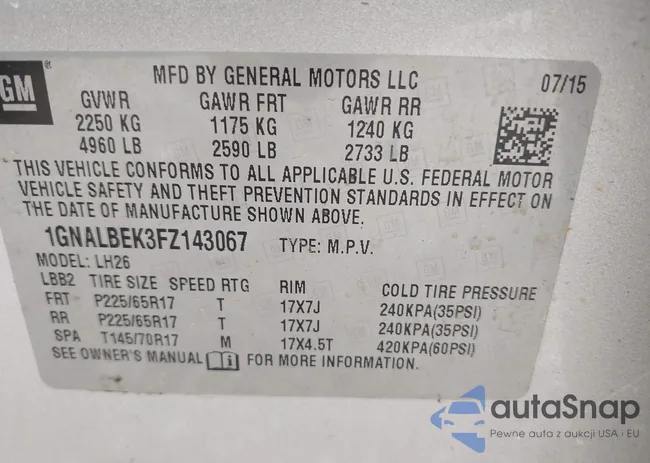 GM
MFD BY GENERAL MOTORS LLC 07/15
GVWR GAWR FRT GAWR RR
2250 KG 1175 KG 1240 KG
4960 LB 2590 LB 2733 LB
THIS VEHICLE CONFORMS TO ALL APPLICABLE U.S. FEDERAL MOTOR
VEHICLE SAFETY AND THEFT PREVENTION STANDARDS IN EFFECT ON
THE DATE OF MANUFACTURE SHOWN ABOVE.
1GNALBEK3FZ143067 TYPE: M.P.V.
MODEL: LH26
LBB2 TIRE SIZE SPEED RTG RIM COLD TIRE PRESSURE
FRT P225/65R17 T 17X7J 240KPA(35PSI)
RR P225/65R17 T 17X7J 240KPA(35PSI)
SPA T145/70R17 M 17X4.5T 420KPA(60PSI)
SEE OWNER'S MANUAL FOR MORE INFORMATION.
autaSnap
Pewne auta z aukcji USA i EU